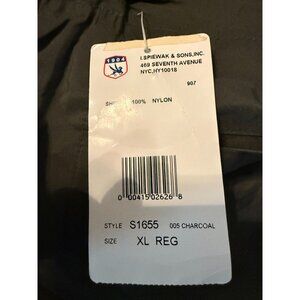 1904
I.SPIEWAK & SONS,INC.
469 SEVENTH AVENUE
NYC,NY10018
907
100% NYLON
0 00415 02626 8
STYLE S1655 005 CHARCOAL
SIZE XL REG